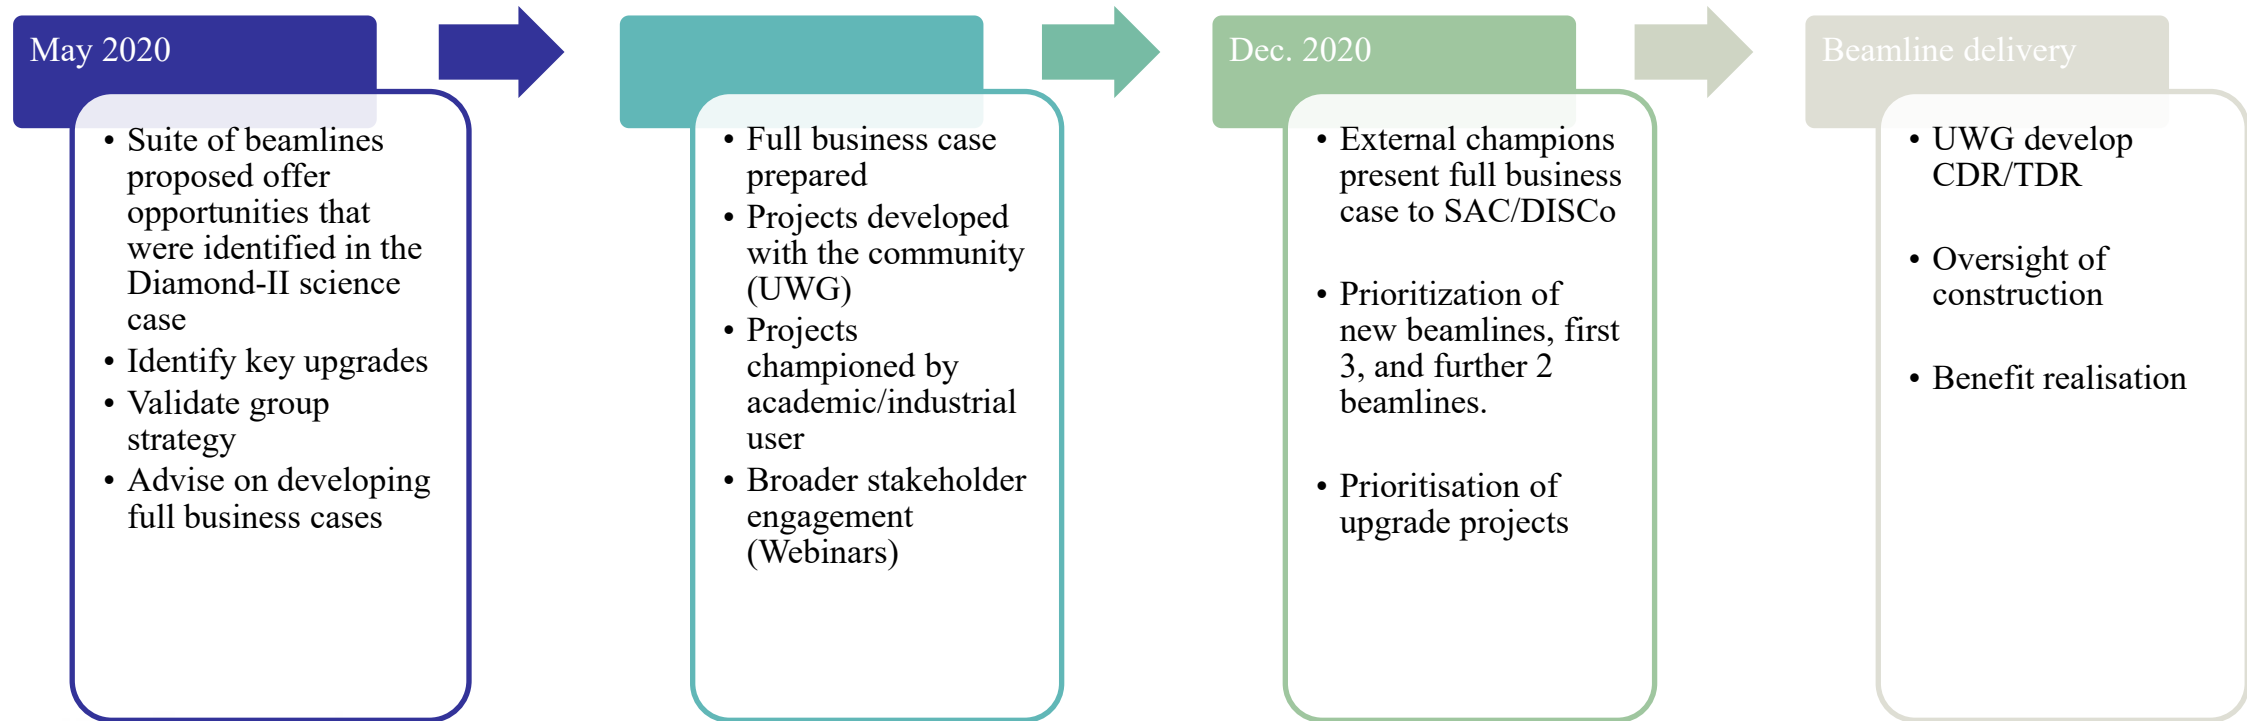 May 2020
• Suite of beamlines
proposed offer
opportunities that
were identified in the
Diamond-II science
case
• Identify key upgrades
• Validate group
strategy
• Advise on developing
full business cases
• Full business case
prepared
• Projects developed
with the community
(UWG)
• Projects
championed by
academic/industrial
user
• Broader stakeholder
engagement
(Webinars)
Dec. 2020
• External champions
present full business
case to SAC/DISCo
• Prioritization of
new beamlines, first
3, and further 2
beamlines.
• Prioritisation of
upgrade projects
Beamline delivery
• UWG develop
CDR/TDR
• Oversight of
construction
• Benefit realisation